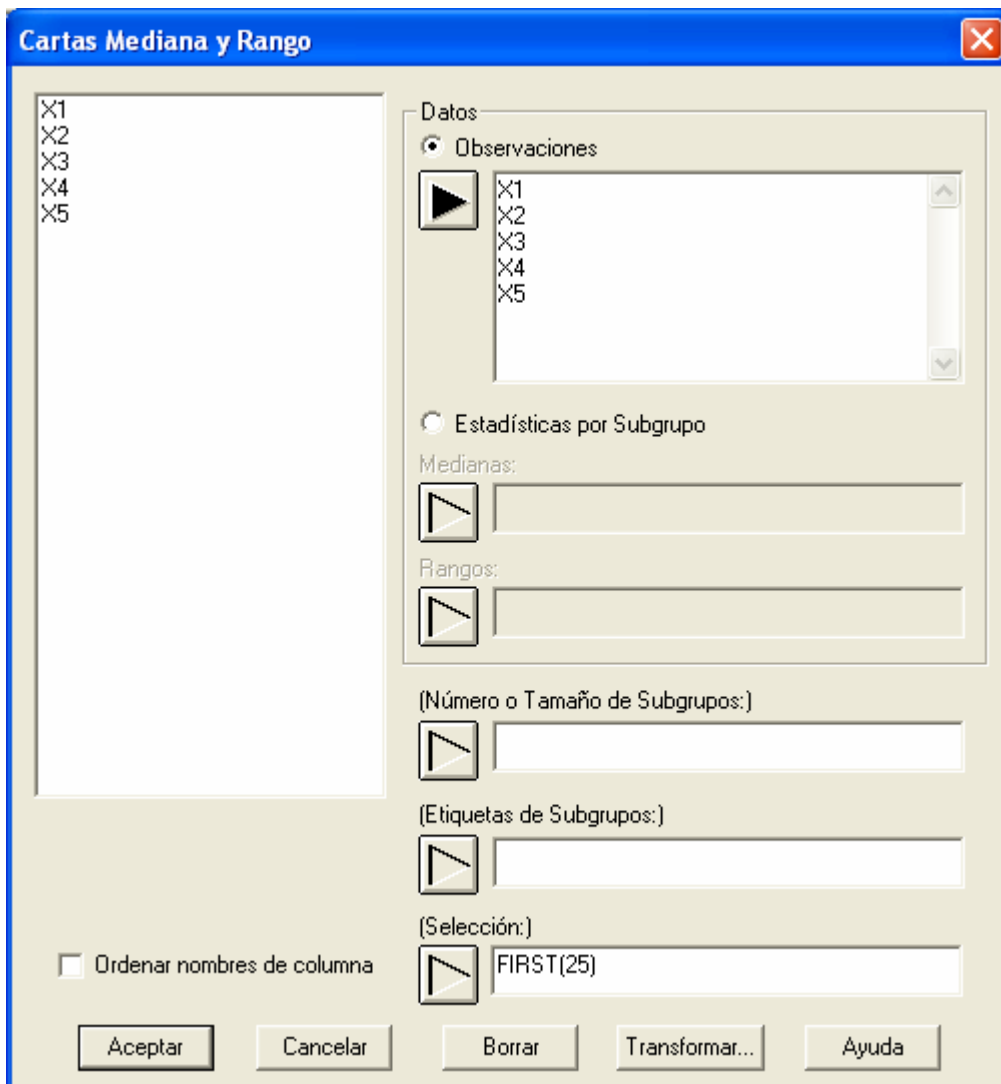 Cartas Mediana y Rango
X1
X2
X3
X4
X5
Datos
Observaciones
X1
X2
X3
X4
X5
Estadísticas por Subgrupo
Medianas:
Rangos:
(Número o Tamaño de Subgrupos:)
(Etiquetas de Subgrupos:)
(Selección:)
Ordenar nombres de columna
FIRST(25)
Aceptar
Cancelar
Borrar
Transformar...
Ayuda